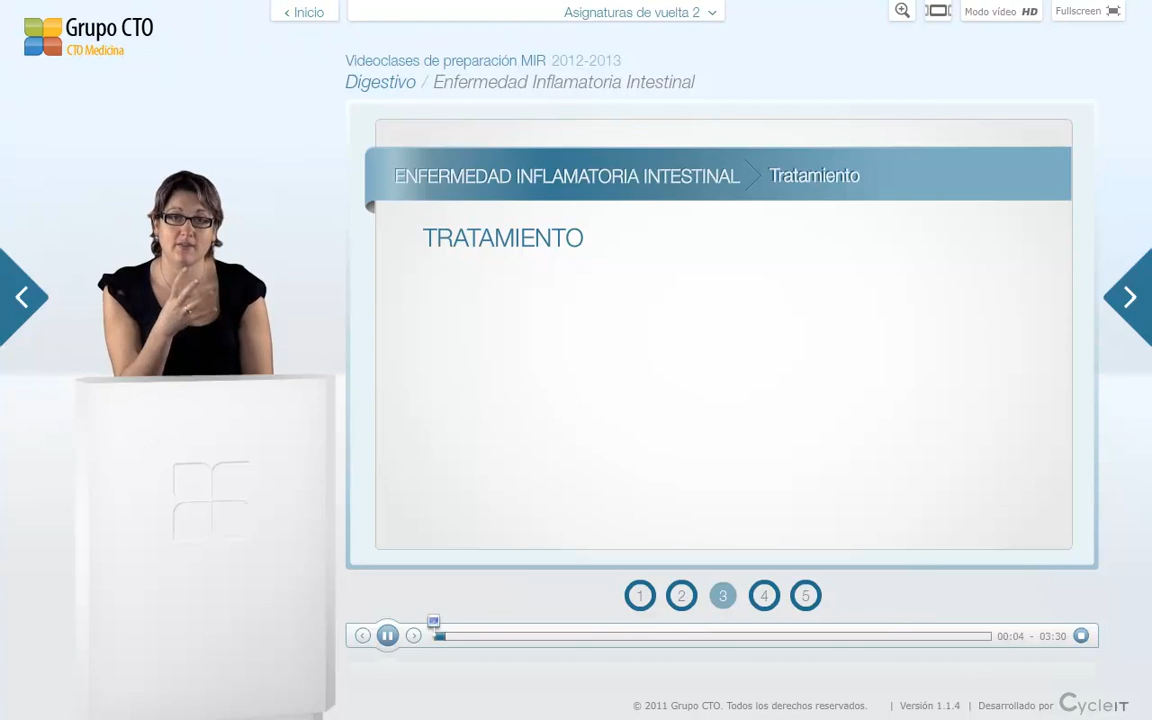 Grupo CTO
CTO Medicina
‹ Inicio
Asignaturas de vuelta 2
Modo vídeo HD
Fullscreen
Videoclases de preparación MIR 2012-2013
Digestivo / Enfermedad Inflamatoria Intestinal
ENFERMEDAD INFLAMATORIA INTESTINAL Tratamiento
TRATAMIENTO
1 2 3 4 5
00:04 - 03:30
© 2011 Grupo CTO. Todos los derechos reservados. | Versión 1.1.4 | Desarrollado por CycleIT